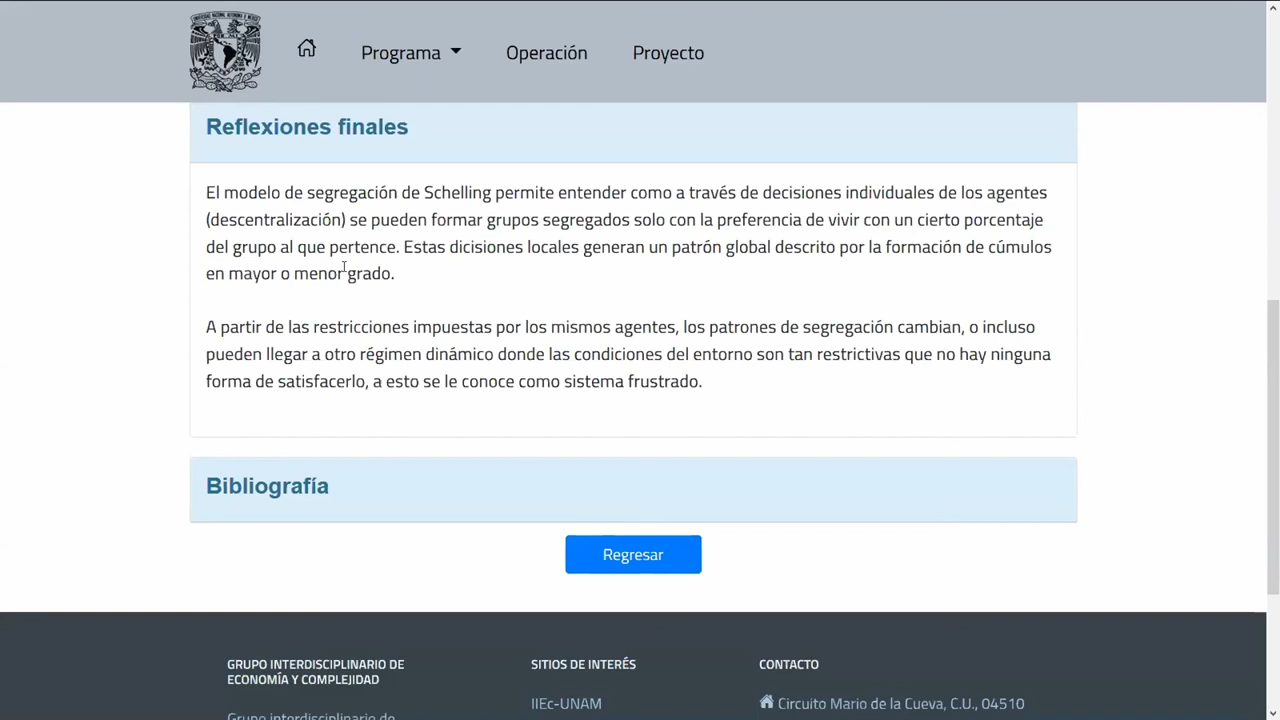 Programa
Operación
Proyecto
Reflexiones finales
El modelo de segregación de Schelling permite entender como a través de decisiones individuales de los agentes
(descentralización) se pueden formar grupos segregados solo con la preferencia de vivir con un cierto porcentaje
del grupo al que pertence. Estas dicisiones locales generan un patrón global descrito por la formación de cúmulos
en mayor o menor grado.
A partir de las restricciones impuestas por los mismos agentes, los patrones de segregación cambian, o incluso
pueden llegar a otro régimen dinámico donde las condiciones del entorno son tan restrictivas que no hay ninguna
forma de satisfacerlo, a esto se le conoce como sistema frustrado.
Bibliografía
Regresar
GRUPO INTERDISCIPLINARIO DE
ECONOMÍA Y COMPLEJIDAD
Grupo interdisciplinario de
SITIOS DE INTERÉS
IIEc-UNAM
CONTACTO
Circuito Mario de la Cueva, C.U., 04510